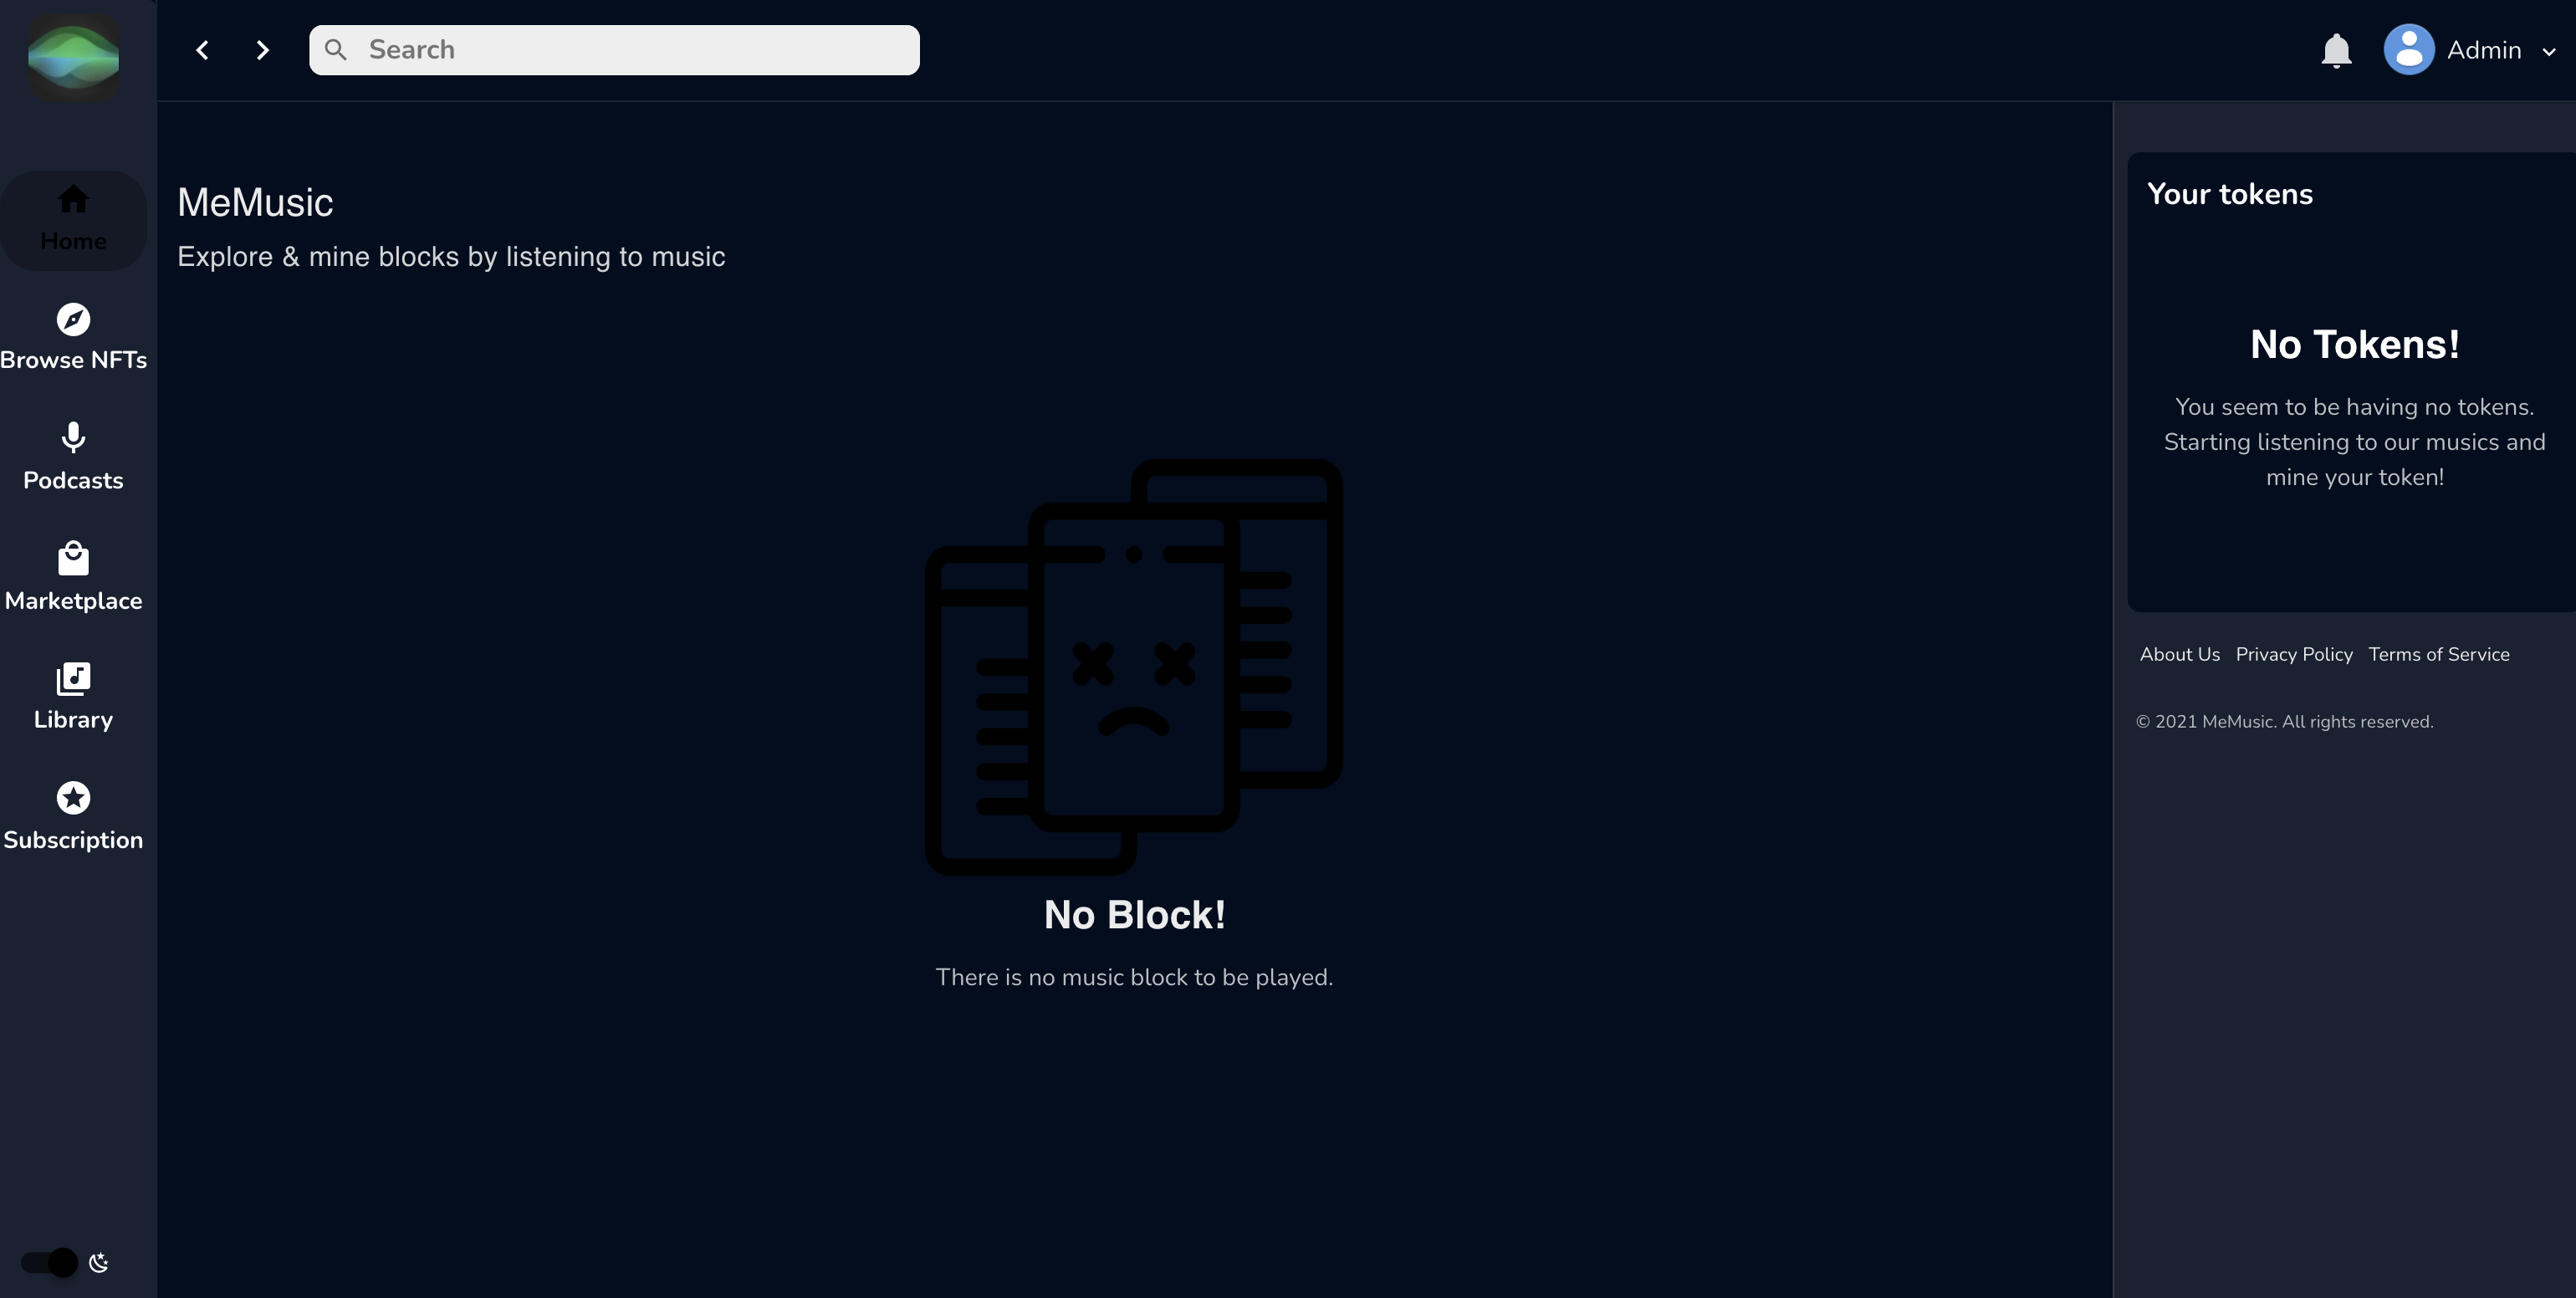 Search
Admin
Home
Browse NFTs
Podcasts
Marketplace
Library
Subscription
MeMusic
Explore & mine blocks by listening to music
No Block!
There is no music block to be played.
Your tokens
No Tokens!
You seem to be having no tokens.
Starting listening to our musics and
mine your token!
About Us Privacy Policy Terms of Service
© 2021 MeMusic. All rights reserved.